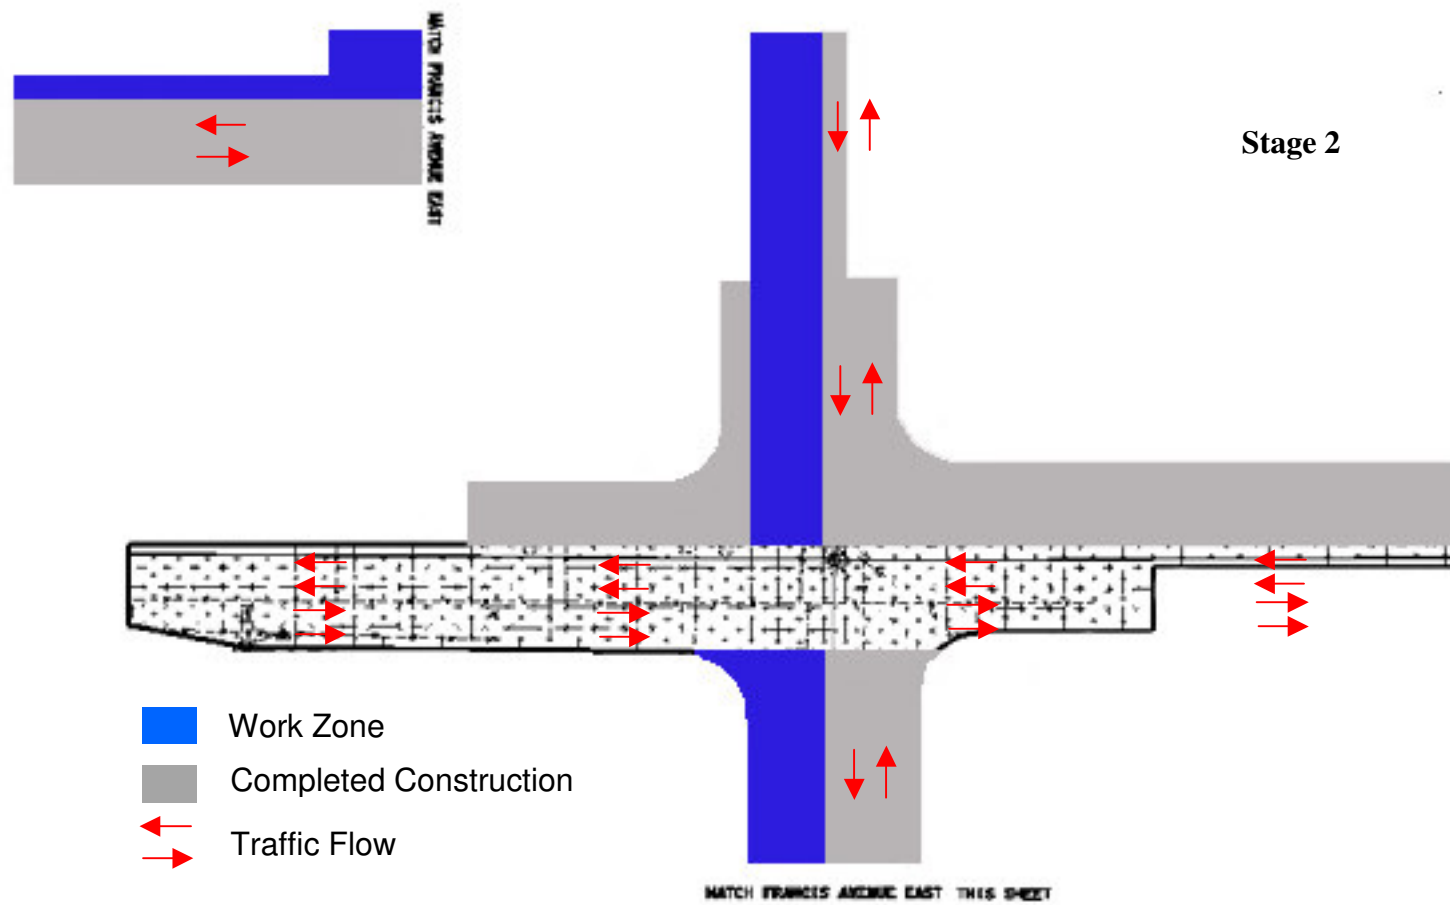 MATCH FRANCIS AVENUE EAST
Stage 2
Work Zone
Completed Construction
Traffic Flow
MATCH FRANCIS AVENUE EAST THIS SHEET